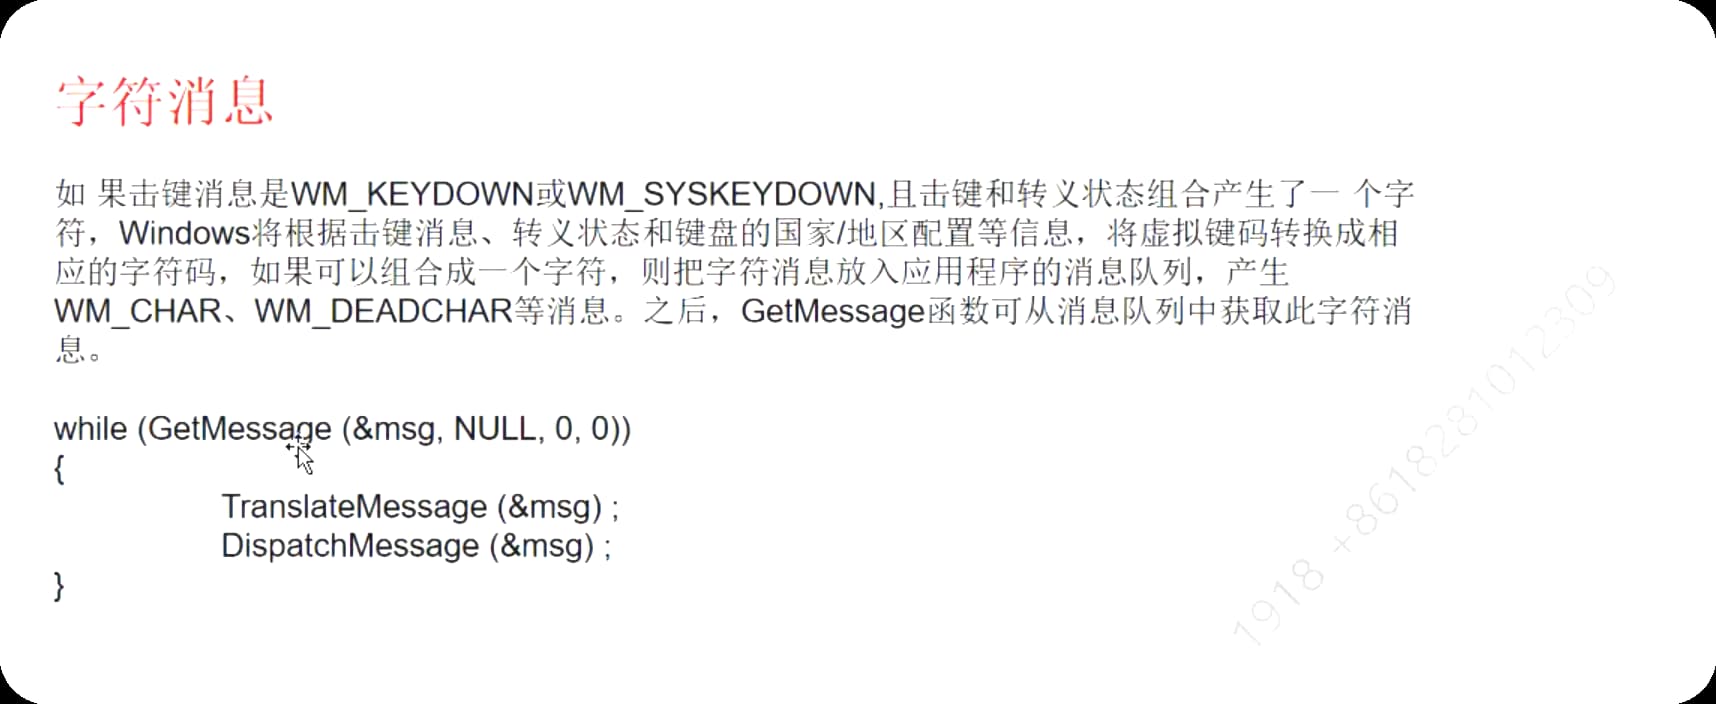 字符消息
如 果击键消息是WM_KEYDOWN或WM_SYSKEYDOWN,且击键和转义状态组合产生了一 个字
符，Windows将根据击键消息、转义状态和键盘的国家/地区配置等信息，将虚拟键码转换成相
应的字符码，如果可以组合成一个字符，则把字符消息放入应用程序的消息队列，产生
WM_CHAR、WM_DEADCHAR等消息。之后，GetMessage函数可从消息队列中获取此字符消
息。
while (GetMessage (&msg, NULL, 0, 0))
{
TranslateMessage (&msg) ;
DispatchMessage (&msg) ;
}
1918 +8618281012309